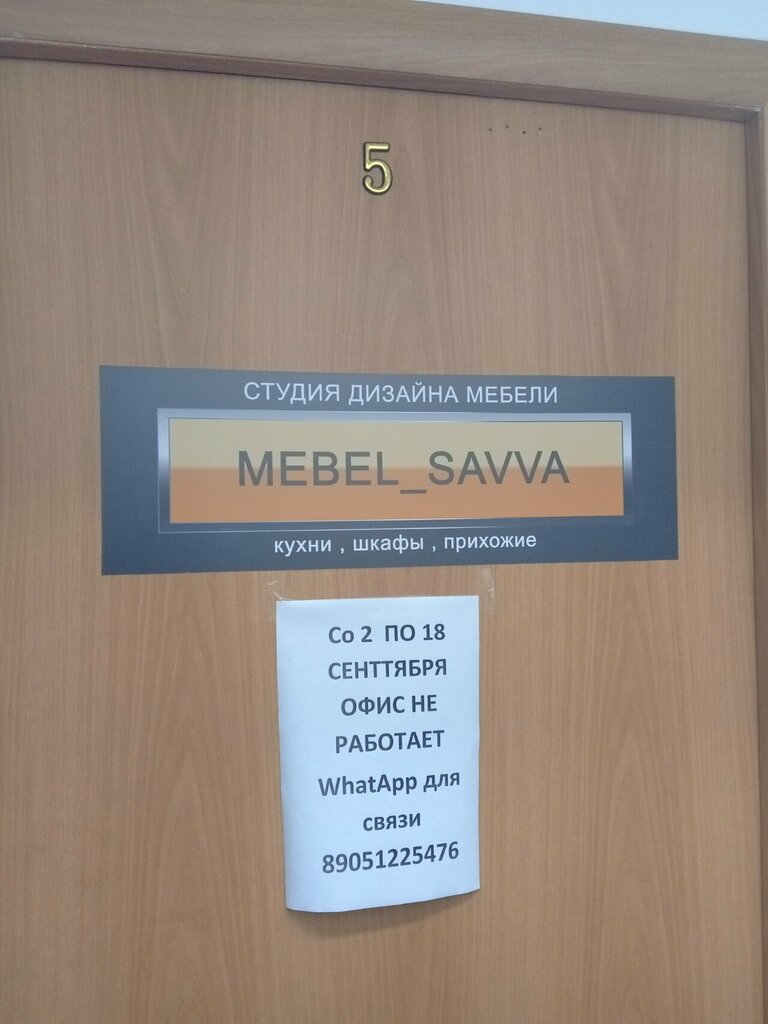 5
СТУДИЯ ДИЗАЙНА МЕБЕЛИ
MEBEL_SAVVA
кухни , шкафы , прихожие
Со 2 ПО 18
СЕНТТЯБРЯ
ОФИС НЕ
РАБОТАЕТ
WhatApp для
связи
89051225476